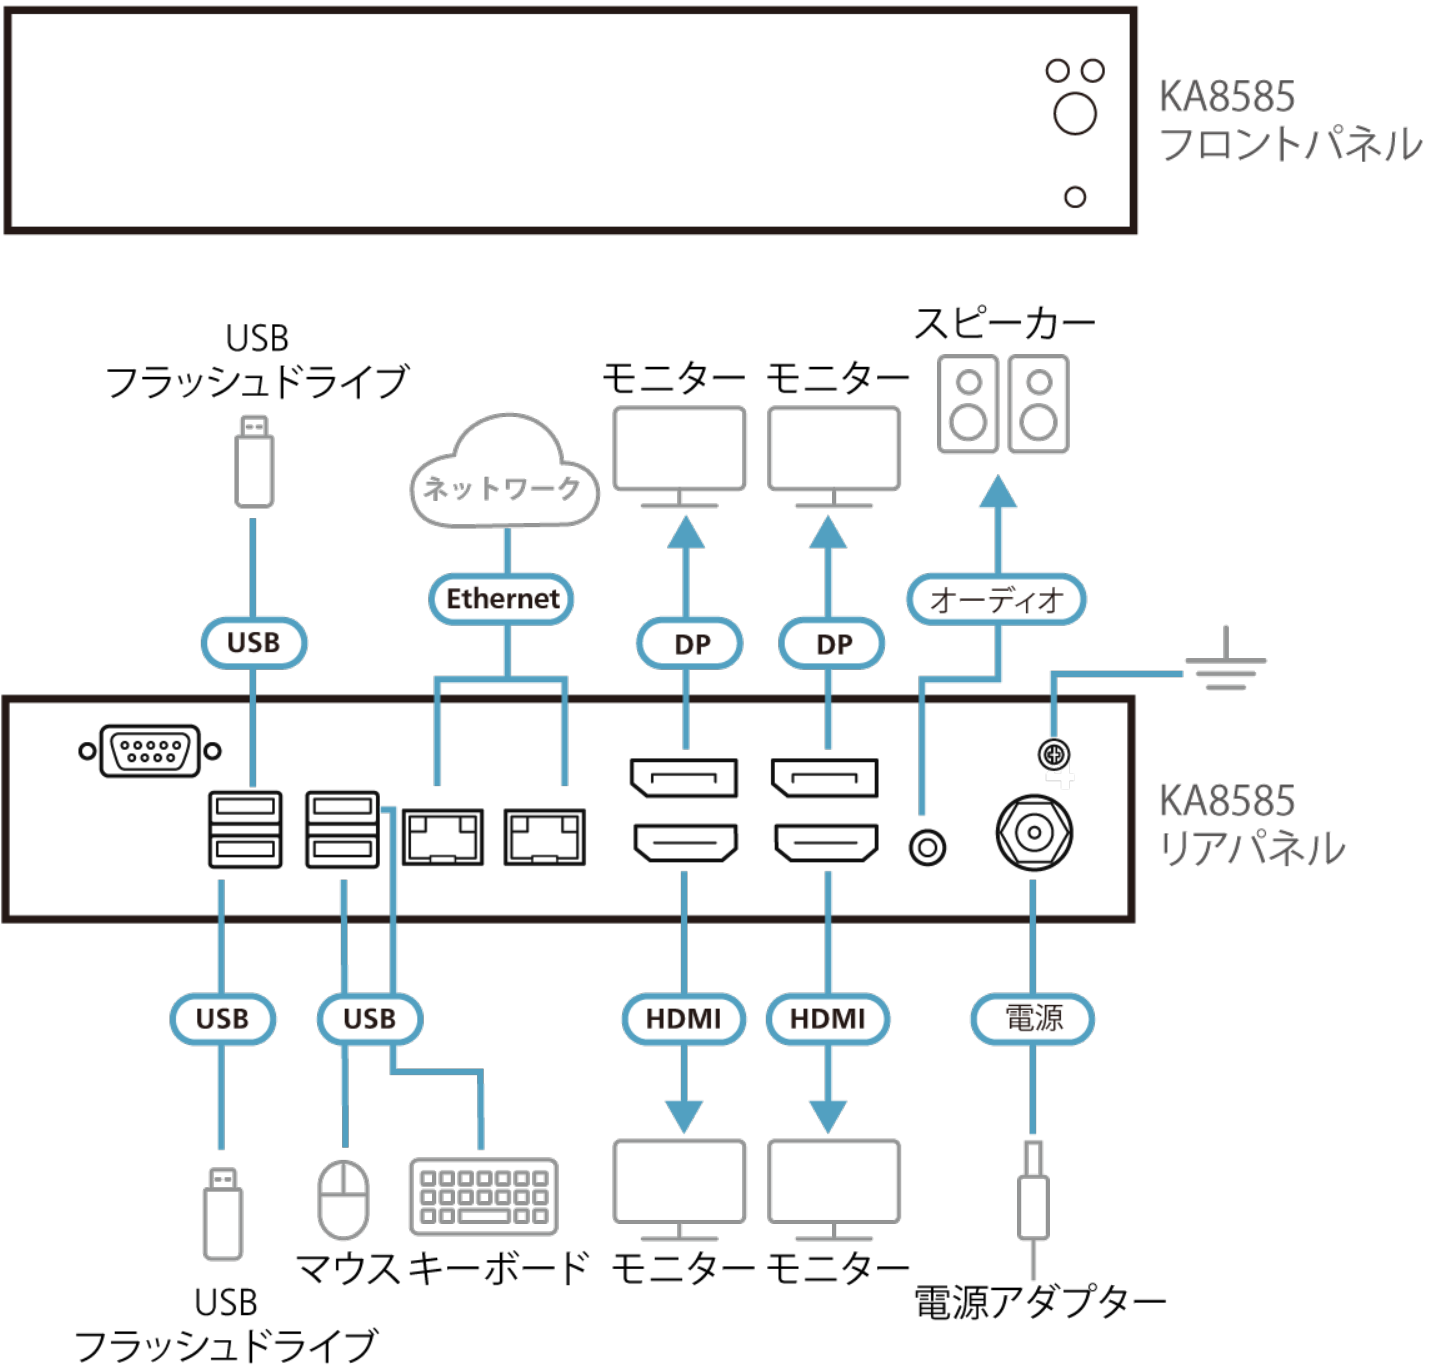 KA8585
フロントパネル
スピーカー
USB
フラッシュドライブ
モニター
モニター
ネットワーク
Ethernet
オーディオ
USB
DP
DP
KA8585
リアパネル
USB
USB
HDMI
HDMI
電源
マウス
キーボード
モニター
モニター
USB
フラッシュドライブ
電源アダプター